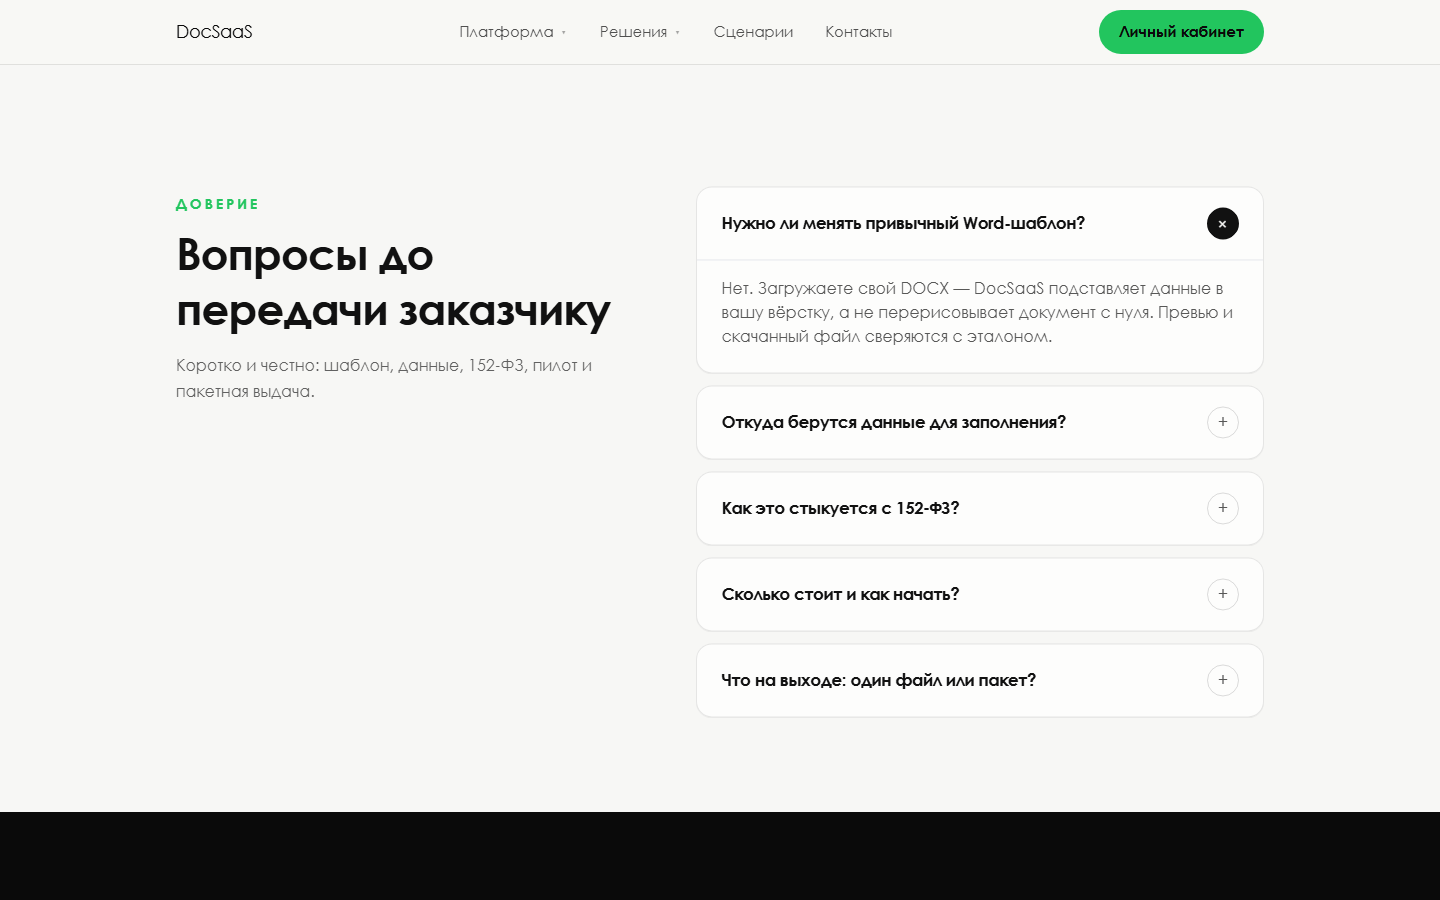 DocSaaS
Платформа
Решения
Сценарии
Контакты
Личный кабинет
ДОВЕРИЕ
Вопросы до
передачи заказчику
Коротко и честно: шаблон, данные, 152-ФЗ, пилот и
пакетная выдача.
Нужно ли менять привычный Word-шаблон?
Нет. Загружаете свой DOCX — DocSaaS подставляет данные в
вашу вёрстку, а не перерисовывает документ с нуля. Превью и
скачанный файл сверяются с эталоном.
Откуда берутся данные для заполнения?
Как это стыкуется с 152-ФЗ?
Сколько стоит и как начать?
Что на выходе: один файл или пакет?